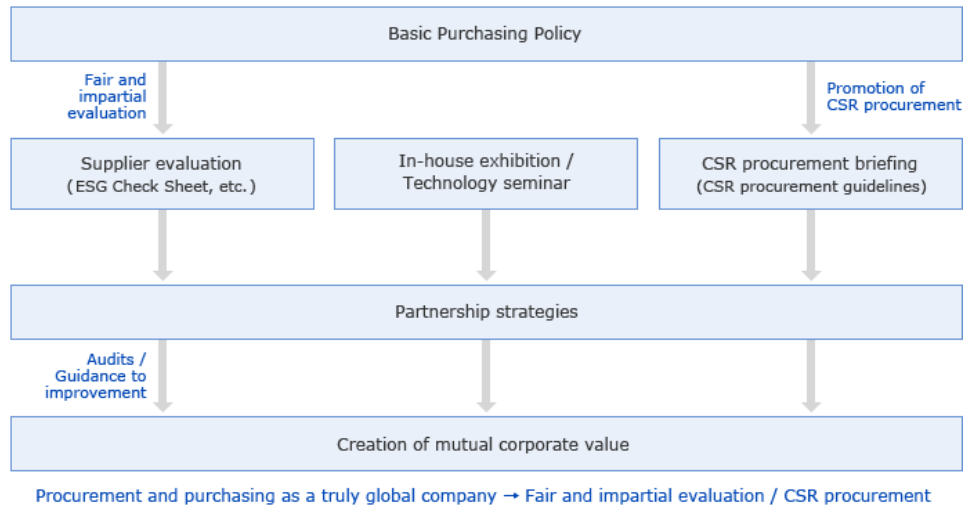 Basic Purchasing Policy
Fair and
impartial
evaluation
Promotion of
CSR procurement
Supplier evaluation
(ESG Check Sheet, etc.)
In-house exhibition /
Technology seminar
CSR procurement briefing
(CSR procurement guidelines)
Partnership strategies
Audits /
Guidance to
improvement
Creation of mutual corporate value
Procurement and purchasing as a truly global company → Fair and impartial evaluation / CSR procurement